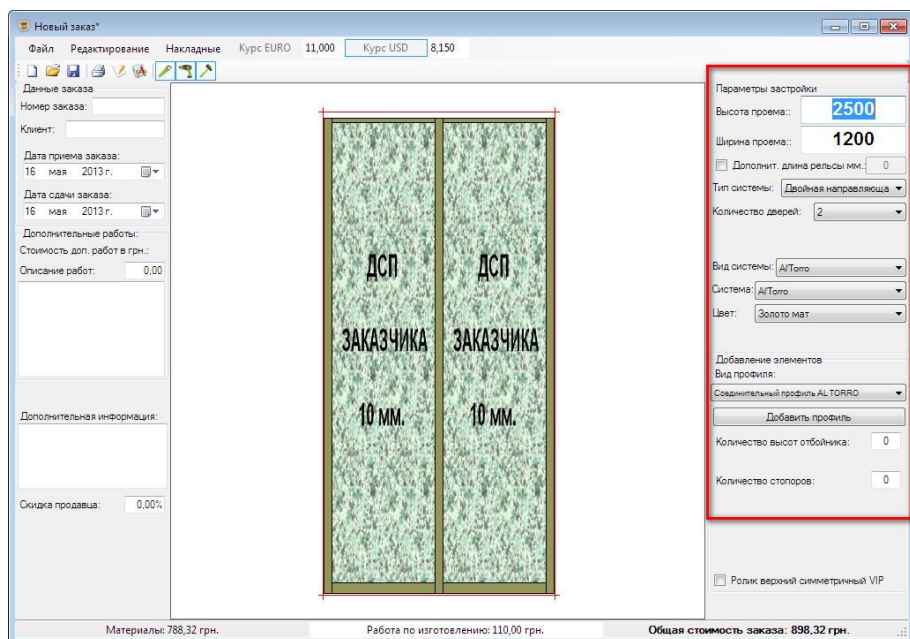 Новый заказ*
Файл Редактирование Накладные Курс EURO 11,000 Курс USD 8,150
Данные заказа
Номер заказа:
Клиент:
Дата приема заказа:
16 мая 2013 г.
Дата сдачи заказа:
16 мая 2013 г.
Дополнительные работы:
Стоимость доп. работ в грн.:
Описание работ: 0,00
Дополнительная информация:
Скидка продавца: 0,00%
ДСП ДСП
ЗАКАЗЧИКА ЗАКАЗЧИКА
10 мм. 10 мм.
Параметры застройки
Высота проема:: 2500
Ширина проема:: 1200
Дополнит. длина рельсы мм.: 0
Тип системы: Двойная направляюща
Количество дверей: 2
Вид системы: Al'Torro
Система: Al'Torro
Цвет: Золото мат
Добавление элементов
Вид профиля:
Соединительный профиль AL TORRO
Добавить профиль
Количество высот отбойника: 0
Количество стопоров: 0
Ролик верхний симметричный VIP
Материалы: 788,32 грн. Работа по изготовлению: 110,00 грн. Общая стоимость заказа: 898,32 грн.